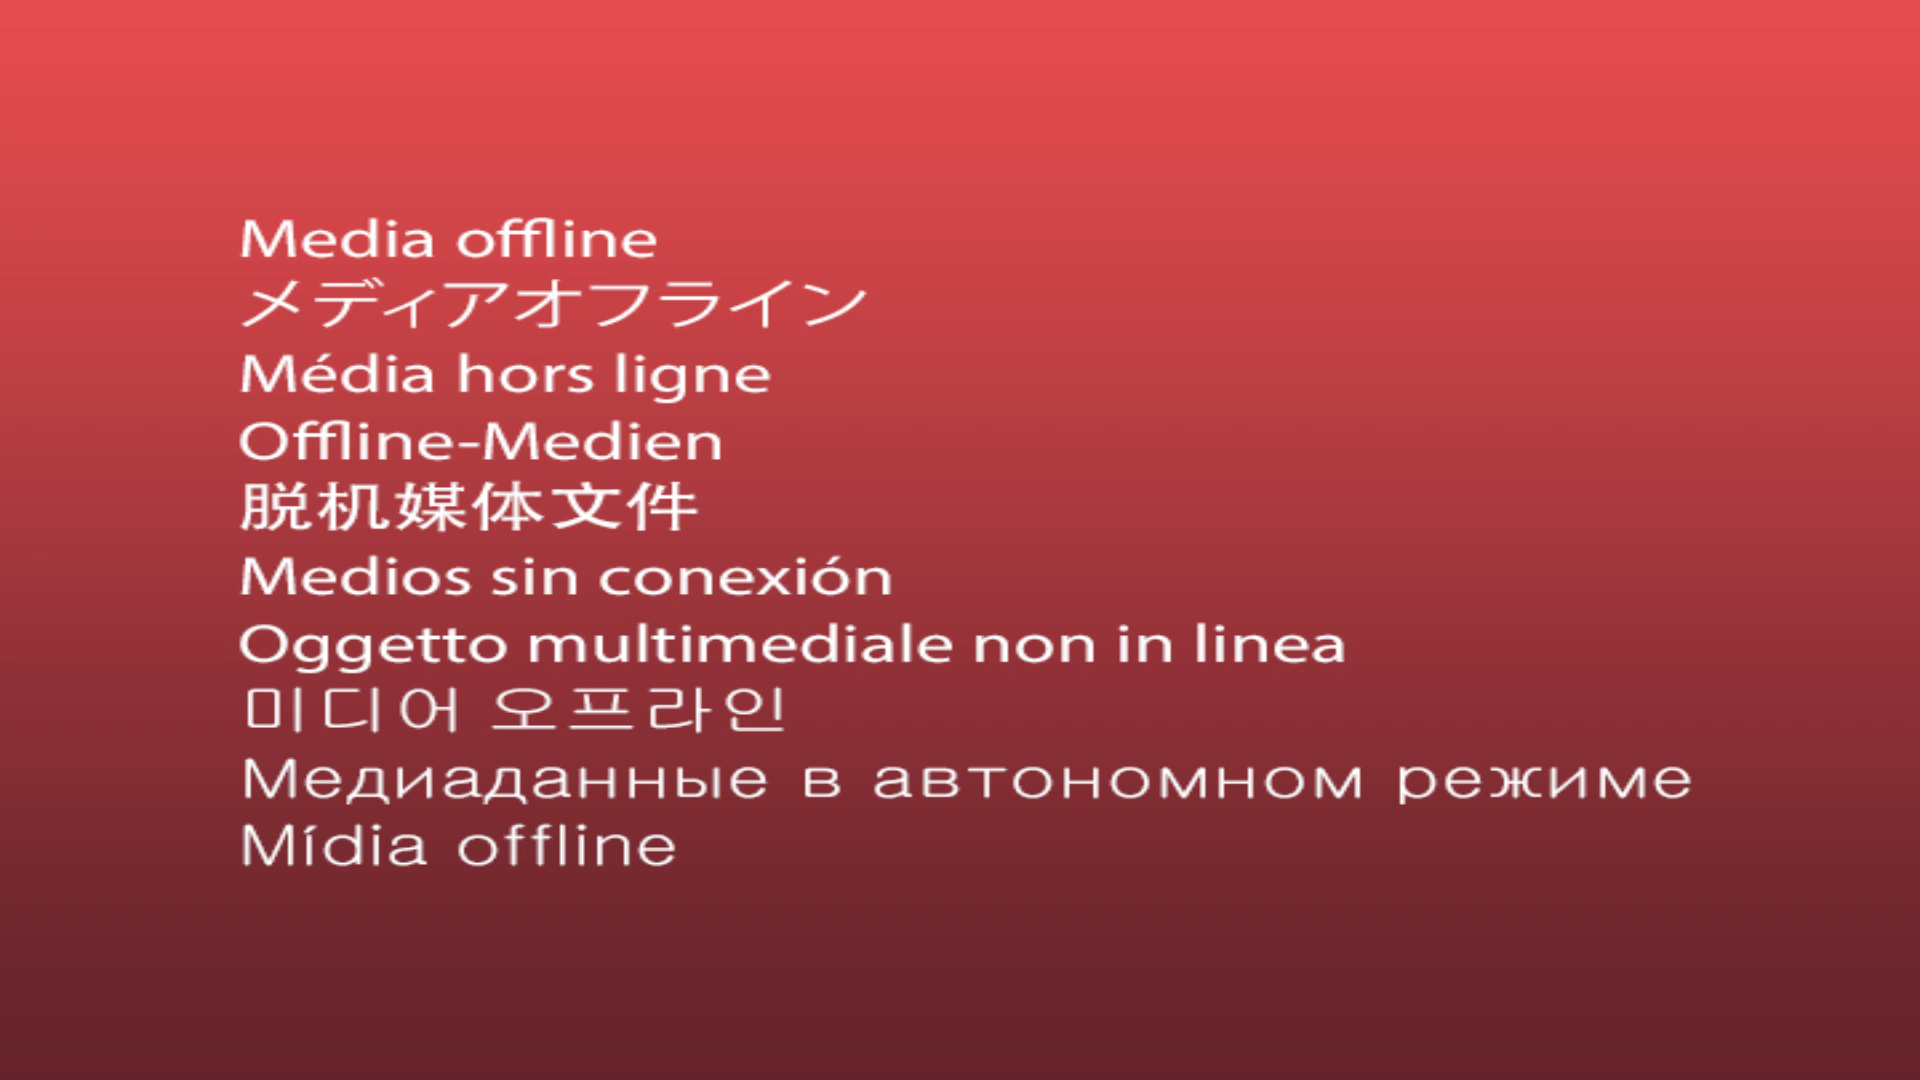 Media offline
メディアオフライン
Média hors ligne
Offline-Medien
脱机媒体文件
Medios sin conexión
Oggetto multimediale non in linea
미디어 오프라인
Медиаданные в автономном режиме
Mídia offline